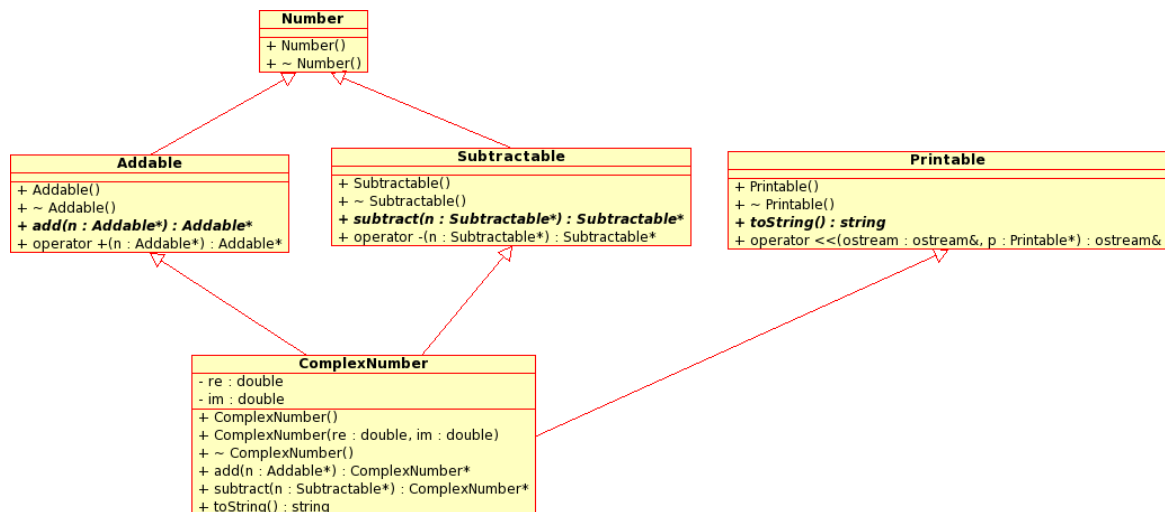 Number
+ Number()
+ ~ Number()
Addable
+ Addable()
+ ~ Addable()
+ add(n : Addable*) : Addable*
+ operator +(n : Addable*) : Addable*
Subtractable
+ Subtractable()
+ ~ Subtractable()
+ subtract(n : Subtractable*) : Subtractable*
+ operator -(n : Subtractable*) : Subtractable*
Printable
+ Printable()
+ ~ Printable()
+ toString() : string
+ operator <<(ostream : ostream&, p : Printable*) : ostream&
ComplexNumber
- re : double
- im : double
+ ComplexNumber()
+ ComplexNumber(re : double, im : double)
+ ~ ComplexNumber()
+ add(n : Addable*) : ComplexNumber*
+ subtract(n : Subtractable*) : ComplexNumber*
+ toString() : string